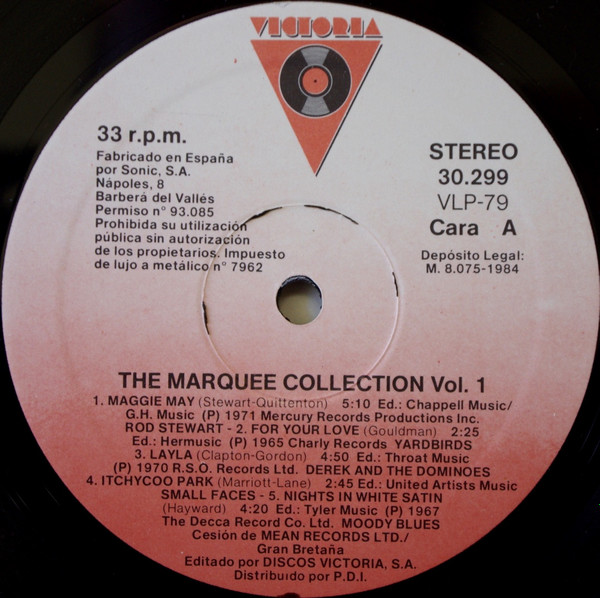 VICTORIA
33 r.p.m.
Fabricado en España
por Sonic, S.A.
Nápoles, 8
Barberá del Vallés
Permiso n° 93.085
Prohibida su utilización
pública sin autorización
de los propietarios. Impuesto
de lujo a metálico n° 7962
STEREO
30.299
VLP-79
Cara A
Depósito Legal:
M. 8.075-1984
THE MARQUEE COLLECTION Vol. 1
1. MAGGIE MAY (Stewart-Quittenton) 5:10 Ed.: Chappell Music/
G.H. Music (P) 1971 Mercury Records Productions Inc.
ROD STEWART - 2. FOR YOUR LOVE (Gouldman) 2:25
Ed.: Hermusic (P) 1965 Charly Records YARDBIRDS
3. LAYLA (Clapton-Gordon) 4:50 Ed.: Throat Music
(P) 1970 R.S.O. Records Ltd. DEREK AND THE DOMINOES
4. ITCHYCOO PARK (Marriott-Lane) 2:45 Ed.: United Artists Music
SMALL FACES - 5. NIGHTS IN WHITE SATIN
(Hayward) 4:20 Ed.: Tyler Music (P) 1967
The Decca Record Co. Ltd. MOODY BLUES
Cesión de MEAN RECORDS LTD./
Gran Bretaña
Editado por DISCOS VICTORIA, S.A.
Distribuido por P.D.I.